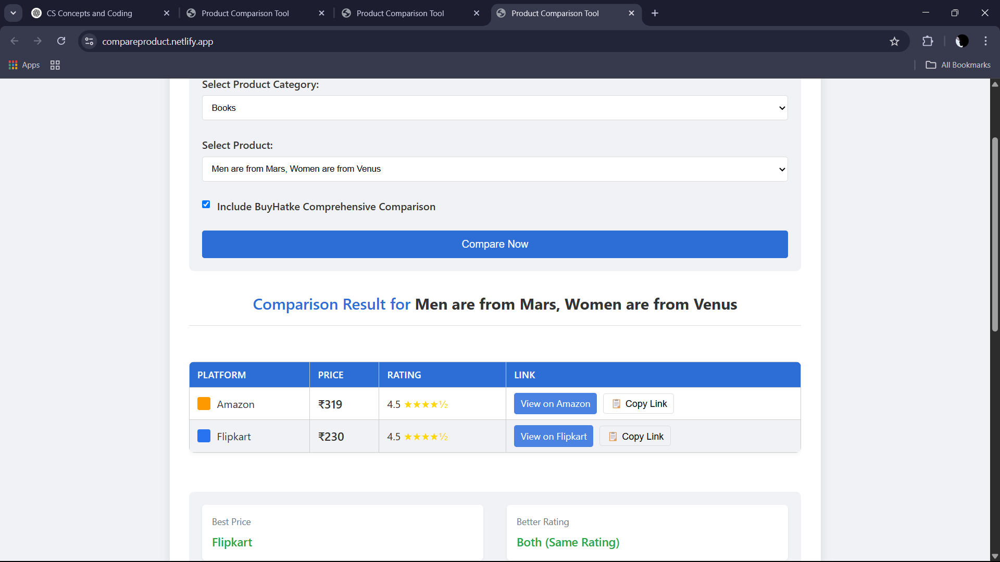 CS Concepts and Coding
Product Comparison Tool
Product Comparison Tool
Product Comparison Tool
compareproduct.netlify.app
Apps
All Bookmarks
Select Product Category:
Books
Select Product:
Men are from Mars, Women are from Venus
Include BuyHatke Comprehensive Comparison
Compare Now
Comparison Result for Men are from Mars, Women are from Venus
PLATFORM PRICE RATING LINK
Amazon ₹319 4.5 ★★★★½ View on Amazon 📋 Copy Link
Flipkart ₹230 4.5 ★★★★½ View on Flipkart 📋 Copy Link
Best Price
Flipkart
Better Rating
Both (Same Rating)